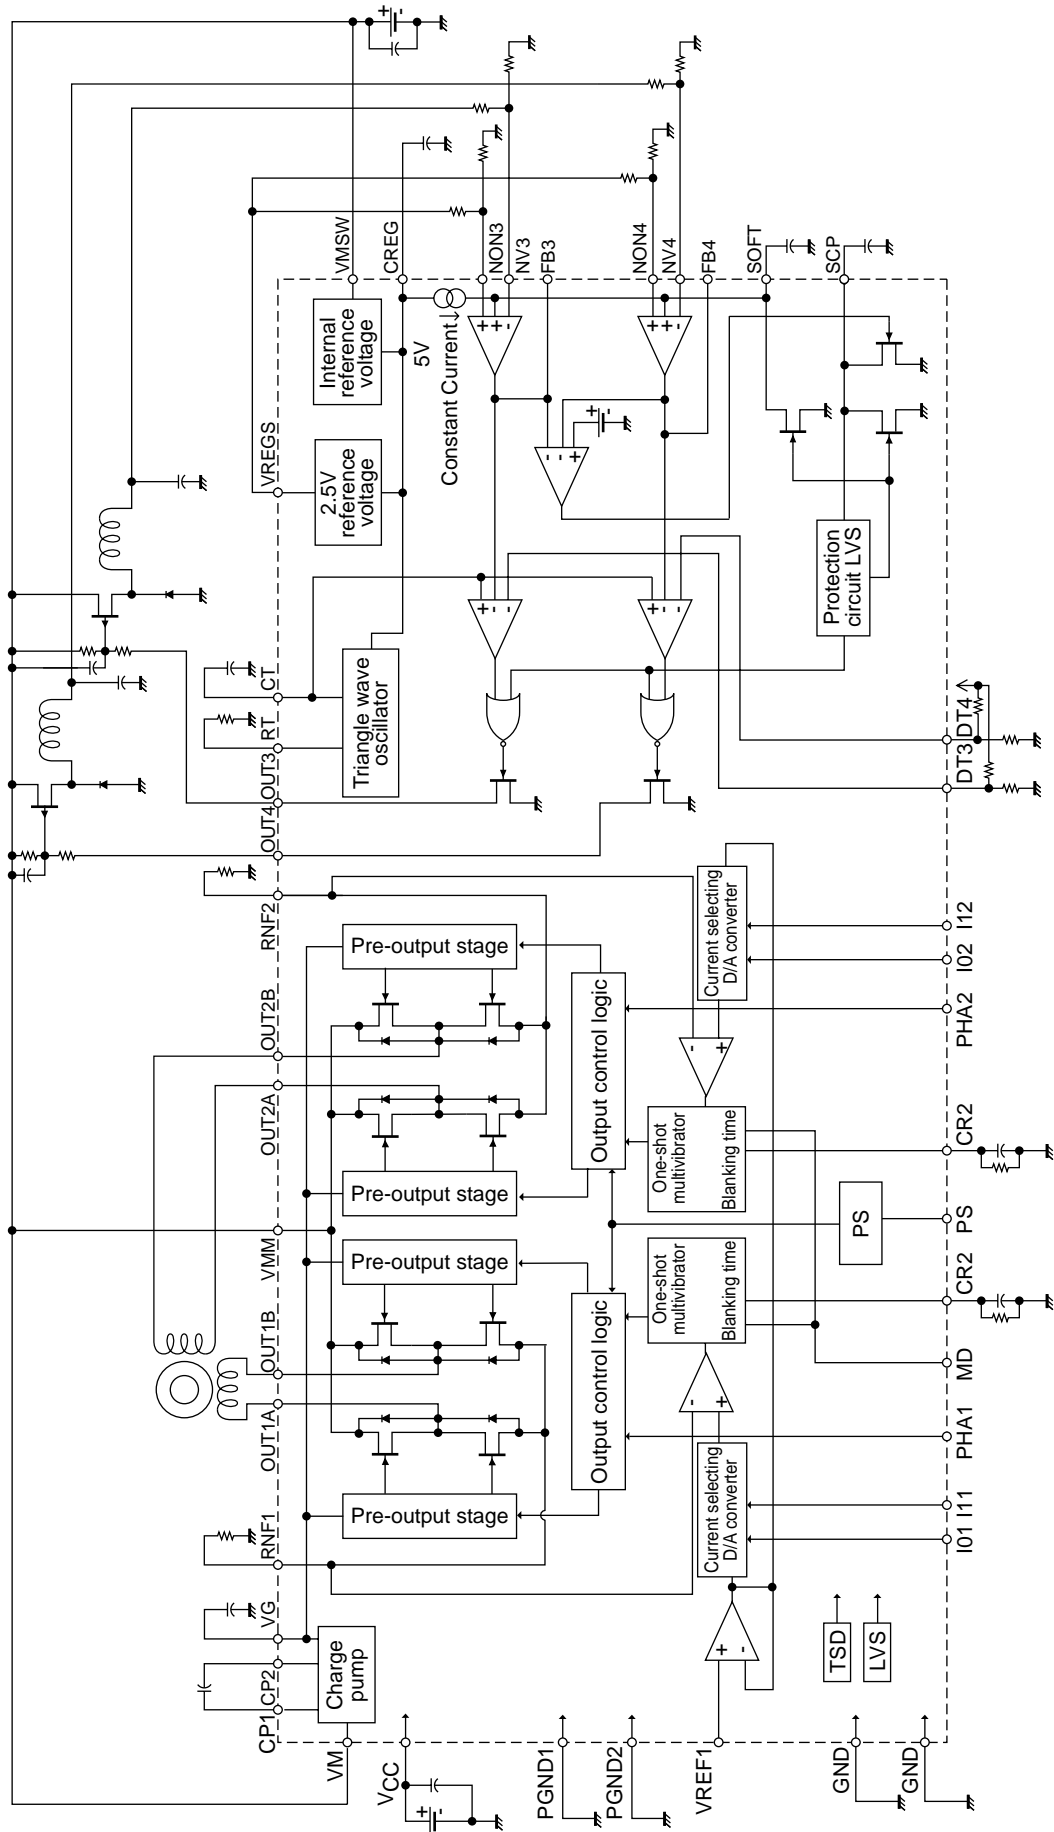 CP1
CP2
VG
RNF1
OUT1A
OUT1B
VMM
OUT2A
OUT2B
RNF2
OUT4
OUT3
RT
CT
VREGS
VM
Charge
pump
VCC
+
-
PGND1
PGND2
VREF1
GND
GND
Pre-output stage
Pre-output stage
Pre-output stage
Pre-output stage
Output control logic
Output control logic
Current selecting
D/A converter
One-shot
multivibrator
Blanking time
One-shot
multivibrator
Blanking time
Current selecting
D/A converter
+
-
-
+
-
+
TSD
LVS
PS
I01
I11
PHA1
MD
CR2
PS
CR2
PHA2
I02
I12
DT3
DT4
Triangle wave
oscillator
2.5V
reference
voltage
Internal
reference
voltage
5V
Constant Current
+
-
-
+
-
-
-
-
+
+
-
+
+
-
+
+
-
Protection
circuit LVS
VMSW
CREG
NON3
NV3
FB3
NON4
NV4
FB4
SOFT
SCP
+
-